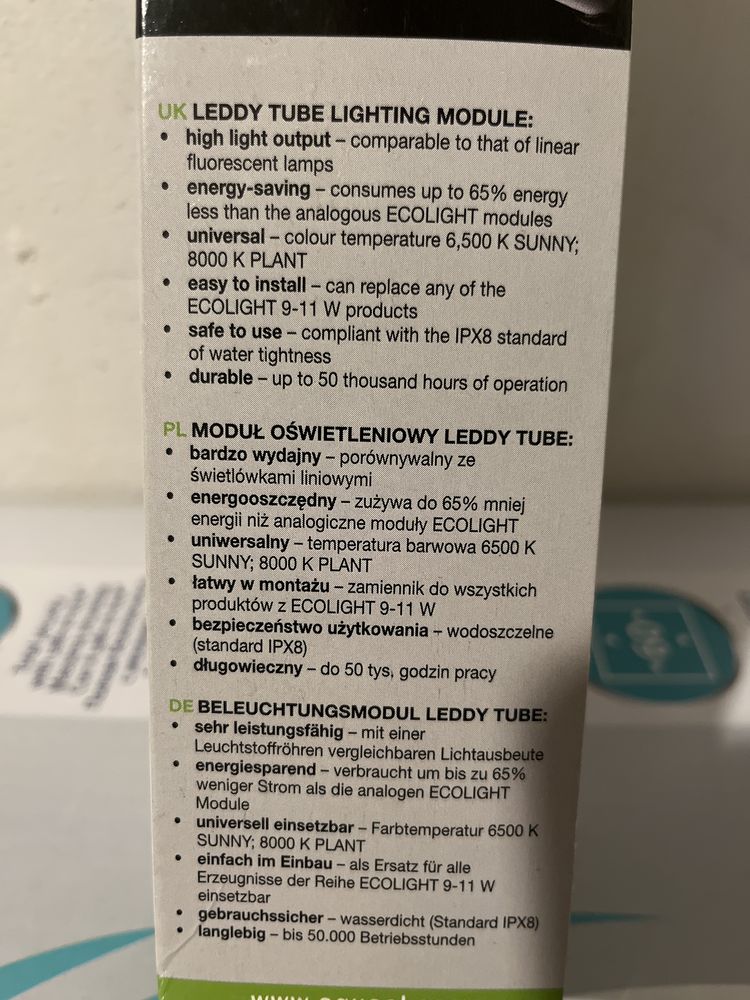 UK LEDDY TUBE LIGHTING MODULE:
• high light output – comparable to that of linear
fluorescent lamps
• energy-saving – consumes up to 65% energy
less than the analogous ECOLIGHT modules
• universal – colour temperature 6,500 K SUNNY;
8000 K PLANT
• easy to install – can replace any of the
ECOLIGHT 9-11 W products
• safe to use – compliant with the IPX8 standard
of water tightness
• durable – up to 50 thousand hours of operation
PL MODUŁ OŚWIETLENIOWY LEDDY TUBE:
• bardzo wydajny – porównywalny ze
świetlówkami liniowymi
• energooszczędny – zużywa do 65% mniej
energii niż analogiczne moduły ECOLIGHT
• uniwersalny – temperatura barwowa 6500 K
SUNNY; 8000 K PLANT
• łatwy w montażu – zamiennik do wszystkich
produktów z ECOLIGHT 9-11 W
• bezpieczeństwo użytkowania – wodoszczelne
(standard IPX8)
• długowieczny – do 50 tys, godzin pracy
DE BELEUCHTUNGSMODUL LEDDY TUBE:
• sehr leistungsfähig – mit einer
Leuchtstoffröhren vergleichbaren Lichtausbeute
• energiesparend – verbraucht um bis zu 65%
weniger Strom als die analogen ECOLIGHT
Module
• universell einsetzbar – Farbtemperatur 6500 K
SUNNY; 8000 K PLANT
• einfach im Einbau – als Ersatz für alle
Erzeugnisse der Reihe ECOLIGHT 9-11 W
einsetzbar
• gebrauchssicher – wasserdicht (Standard IPX8)
• langlebig – bis 50.000 Betriebsstunden